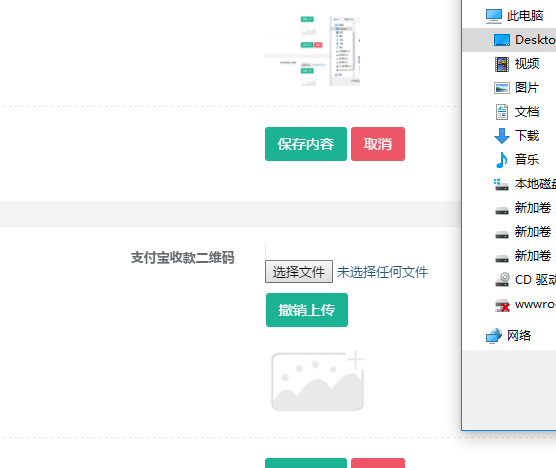 保存内容 取消
支付宝收款二维码
选择文件 未选择任何文件
撤销上传
此电脑
Deskto
视频
图片
文档
下载
音乐
本地磁盘
新加卷
新加卷
新加卷
CD 驱动
wwwro
网络